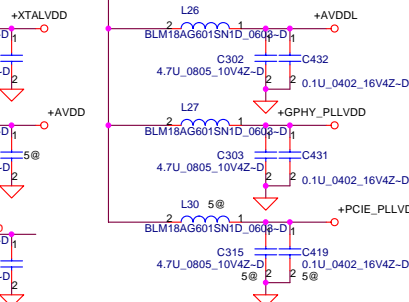 +XTALVDD
L26
+AVDDL
2
1
BLM18AG601SN1D_0603~D
C302
C432
4.7U_0805_10V4Z~D
0.1U_0402_16V4Z~D
+AVDD
L27
+GPHY_PLLVDD
2
1
BLM18AG601SN1D_0603~D
5@
C303
C431
4.7U_0805_10V4Z~D
0.1U_0402_16V4Z~D
L30 5@
+PCIE_PLLVD
2
1
BLM18AG601SN1D_0603~D
C315
C419
4.7U_0805_10V4Z~D
0.1U_0402_16V4Z~D
5@
5@